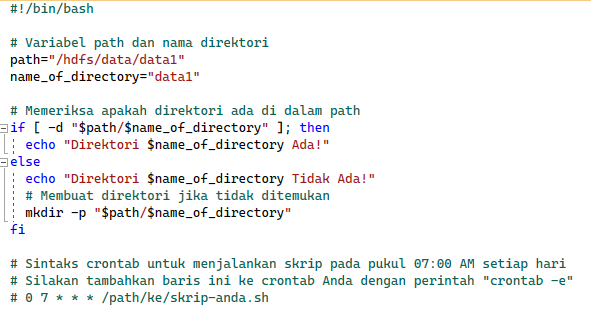 #!/bin/bash
# Variabel path dan nama direktori
path="/hdfs/data/data1"
name_of_directory="data1"
# Memeriksa apakah direktori ada di dalam path
if [ -d "$path/$name_of_directory" ]; then
echo "Direktori $name_of_directory Ada!"
else
echo "Direktori $name_of_directory Tidak Ada!"
# Membuat direktori jika tidak ditemukan
mkdir -p "$path/$name_of_directory"
fi
# Sintaks crontab untuk menjalankan skrip pada pukul 07:00 AM setiap hari
# Silakan tambahkan baris ini ke crontab Anda dengan perintah "crontab -e"
# 0 7 * * * /path/ke/skrip-anda.sh